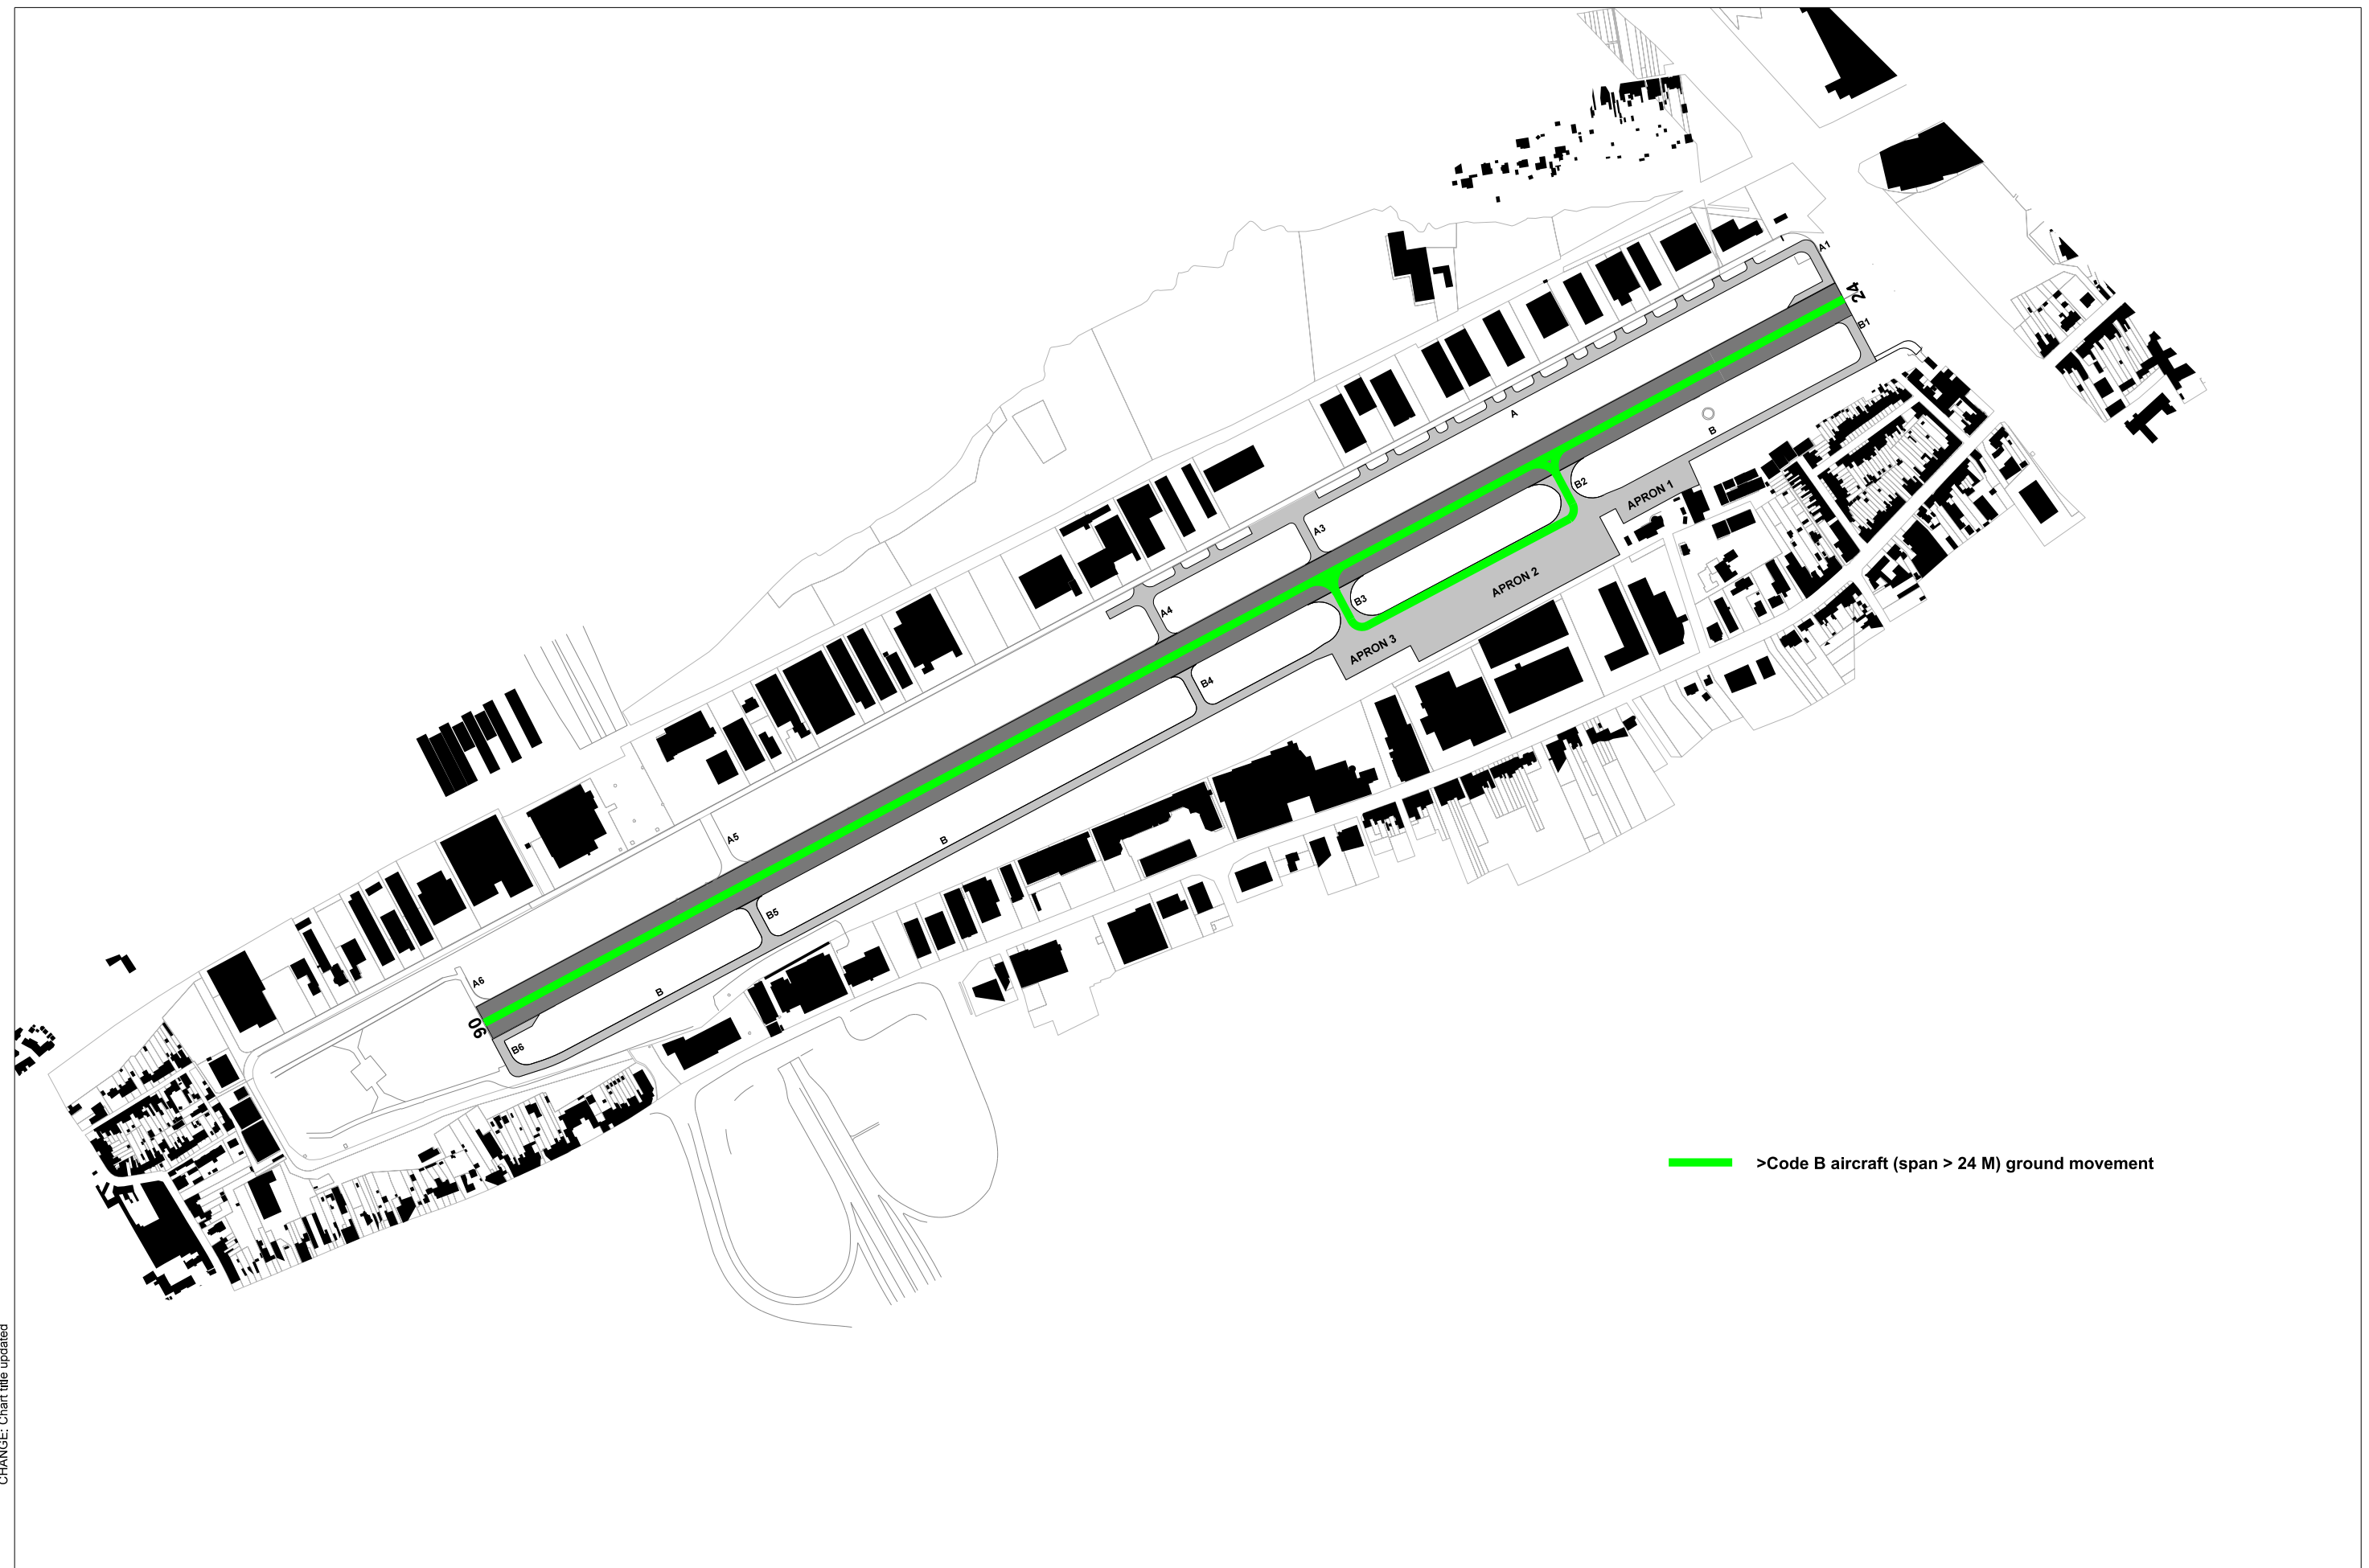 A1
24
B1
A
B
B2
APRON 1
A3
APRON 2
B3
A4
APRON 3
B4
A5
B
B5
A6
B
06
B6
>Code B aircraft (span > 24 M) ground movement
CHANGE: Chart title updated